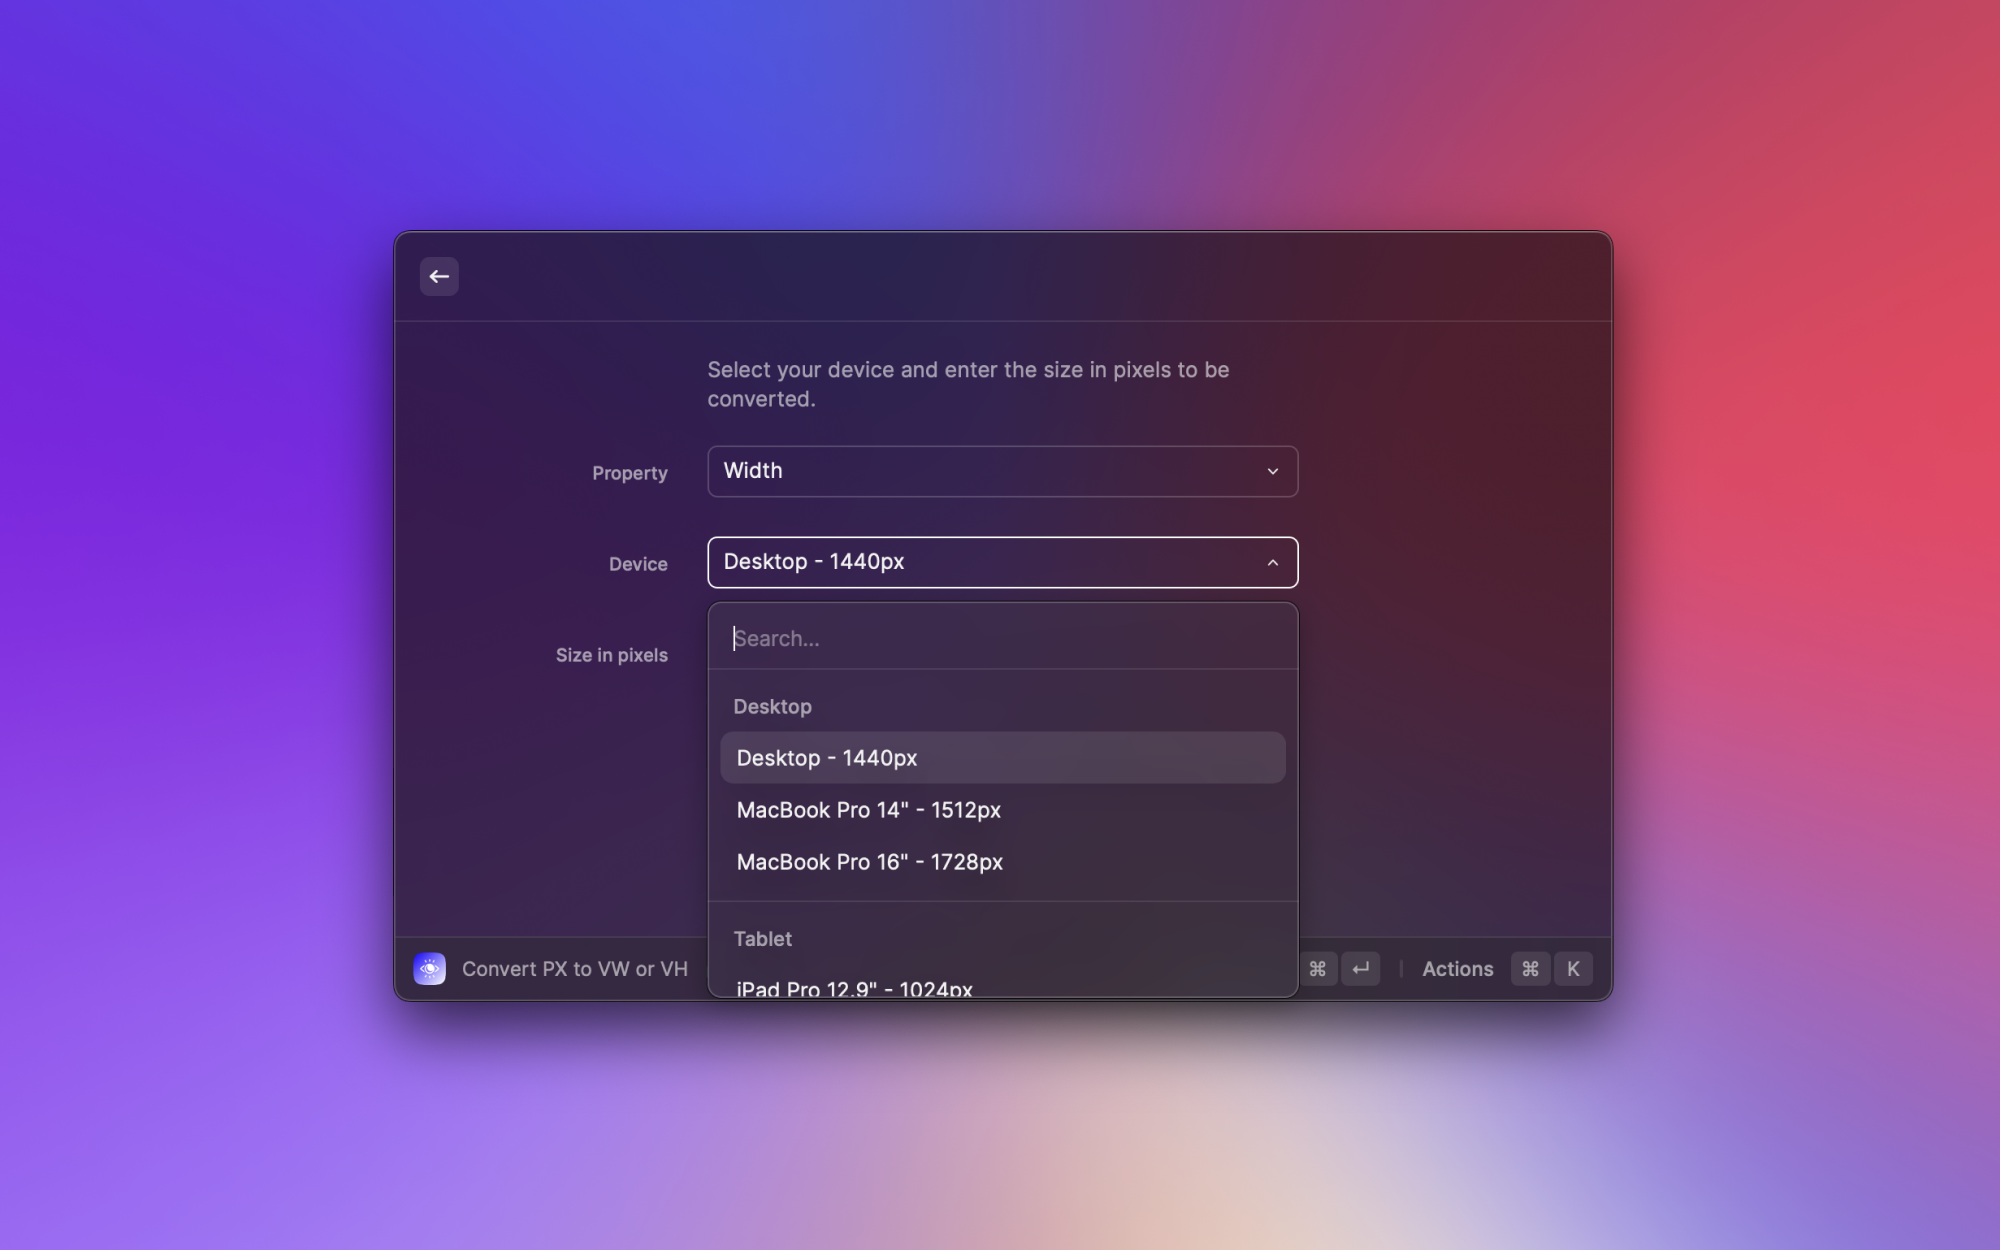 Select your device and enter the size in pixels to be
converted.
Property
Width
Device
Desktop - 1440px
Size in pixels
Search...
Desktop
Desktop - 1440px
MacBook Pro 14" - 1512px
MacBook Pro 16" - 1728px
Tablet
iPad Pro 12.9" - 1024px
Convert PX to VW or VH
⌘ ↵ | Actions ⌘ K